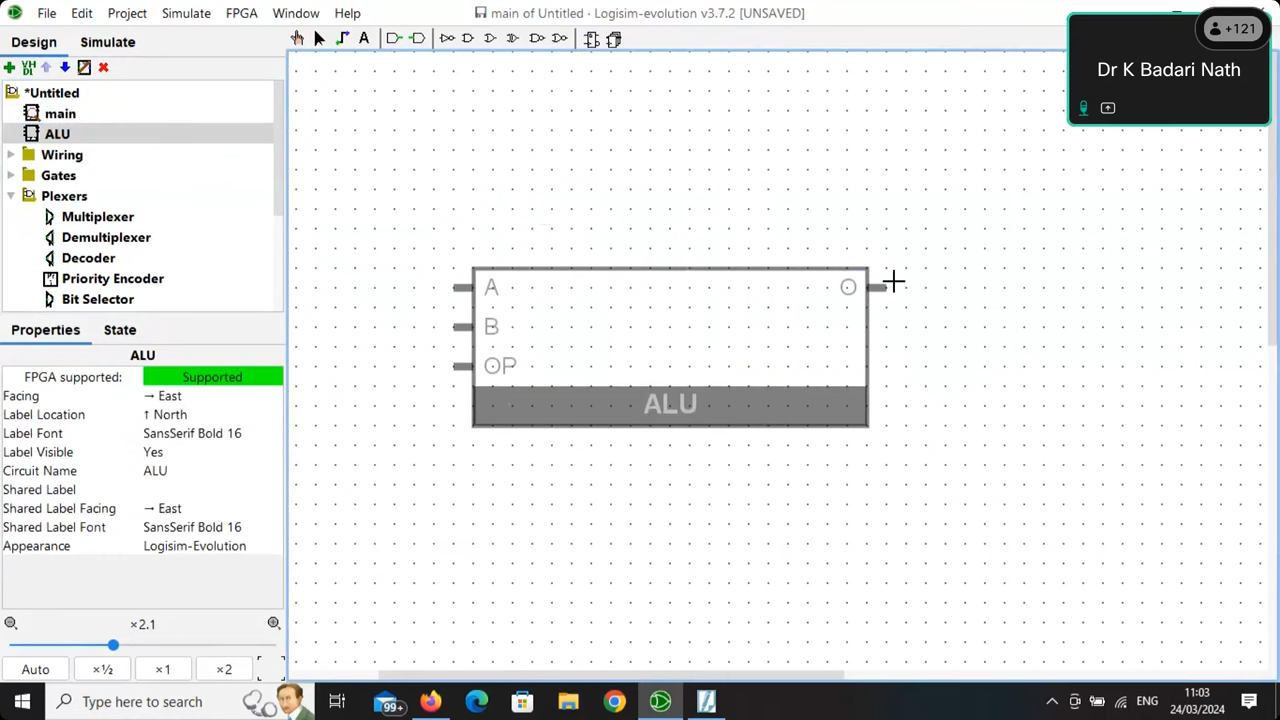 File Edit Project Simulate FPGA Window Help
main of Untitled · Logisim-evolution v3.7.2 [UNSAVED]
+121
Dr K Badari Nath
Design Simulate
A
VH
DL
*Untitled
main
ALU
Wiring
Gates
Plexers
Multiplexer
Demultiplexer
Decoder
Priority Encoder
Bit Selector
Properties State
ALU
FPGA supported: Supported
Facing → East
Label Location ↑ North
Label Font SansSerif Bold 16
Label Visible Yes
Circuit Name ALU
Shared Label
Shared Label Facing → East
Shared Label Font SansSerif Bold 16
Appearance Logisim-Evolution
×2.1
Auto ×½ ×1 ×2
A O
B
OP
ALU
Type here to search
99+
ENG
11:03
24/03/2024